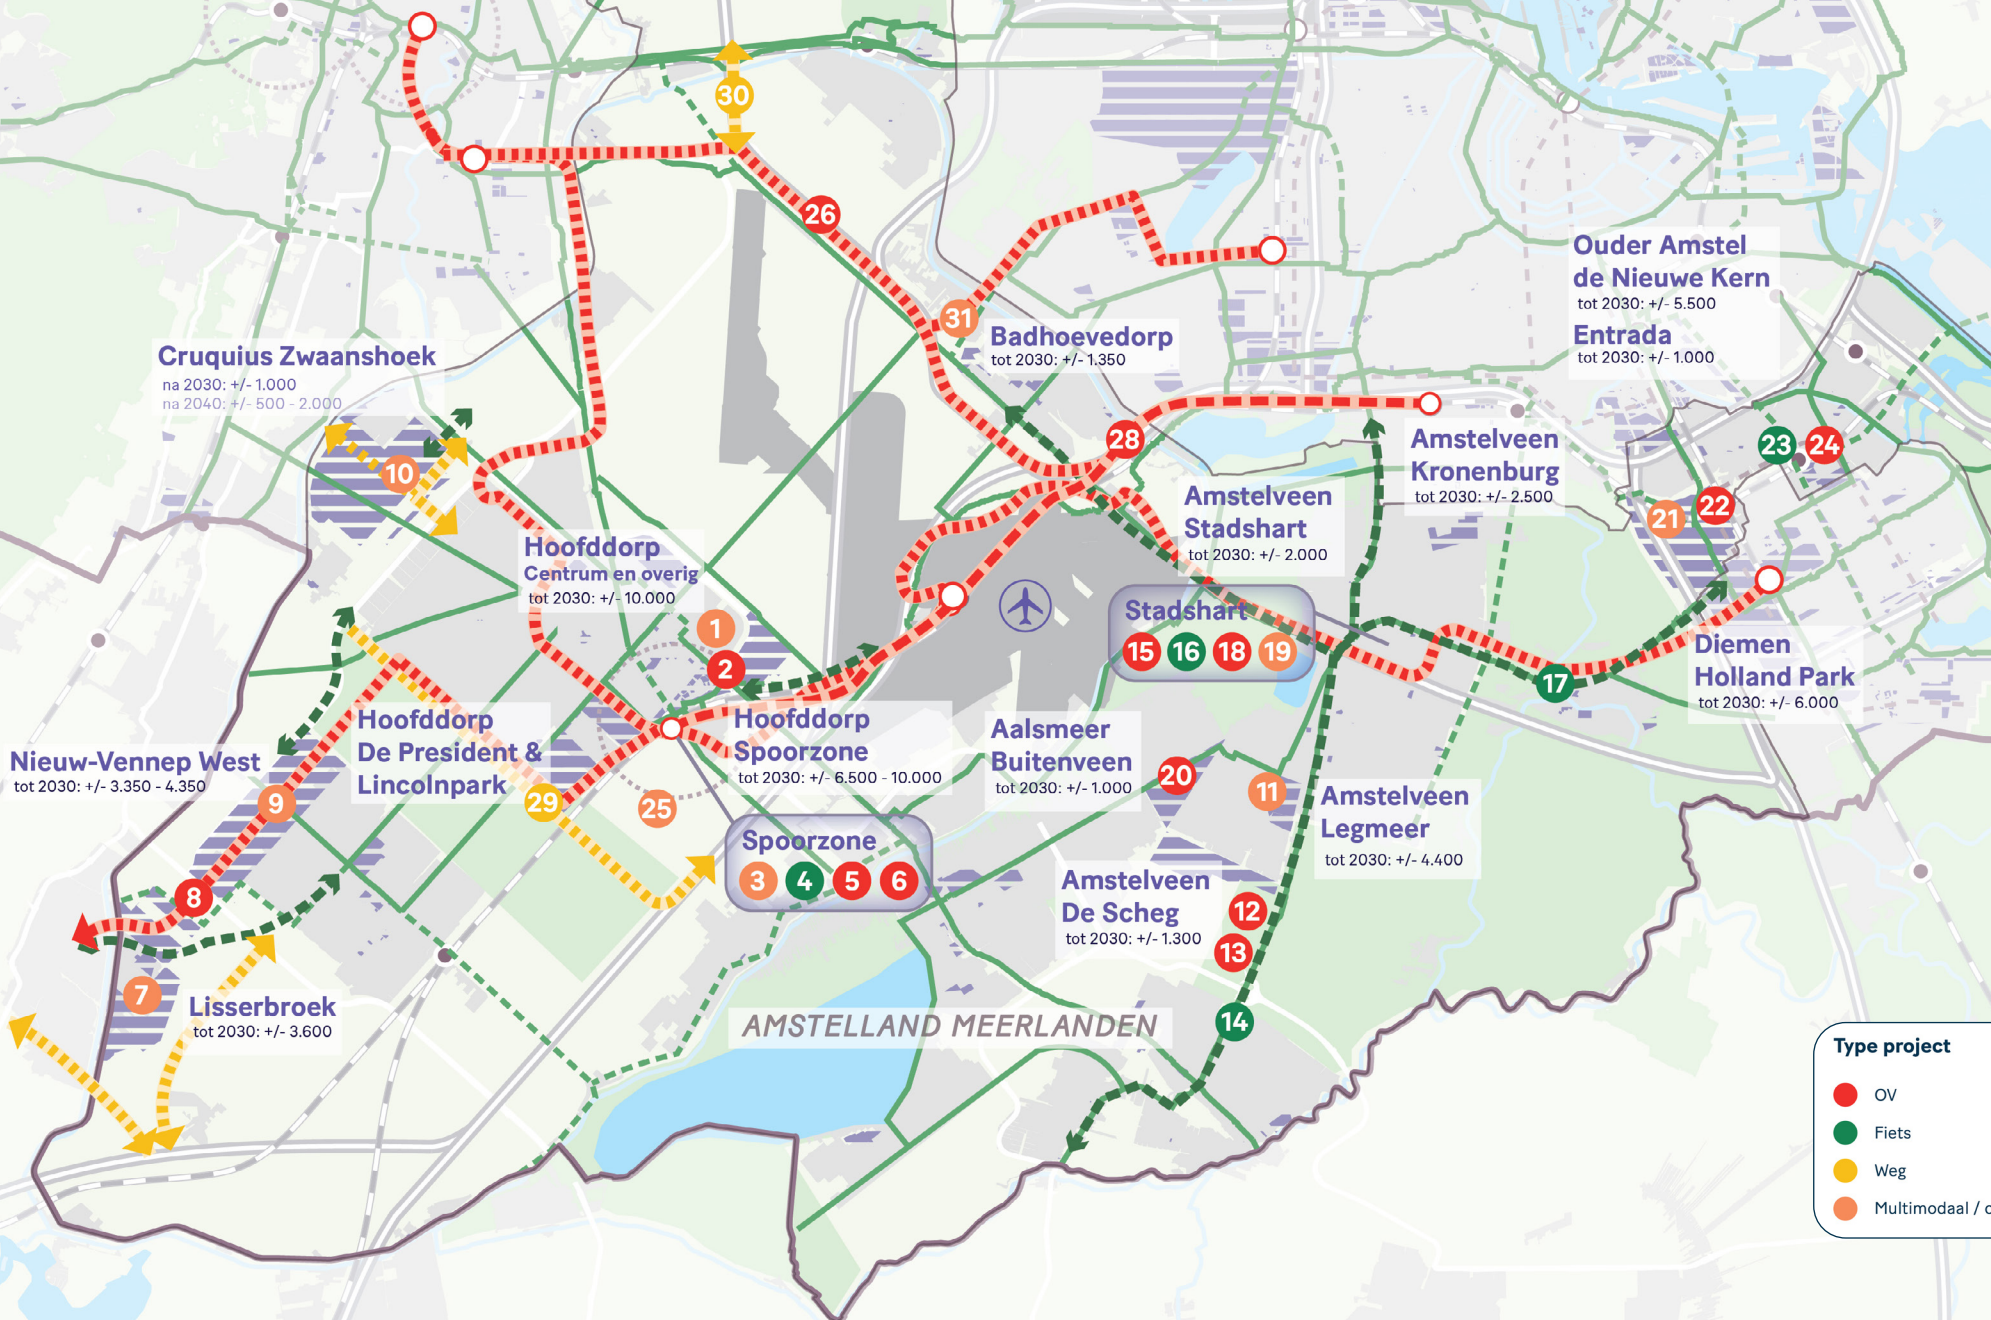 30
26
31
Badhoevedorp
tot 2030: +/- 1.350
Ouder Amstel
de Nieuwe Kern
tot 2030: +/- 5.500
Entrada
tot 2030: +/- 1.000
Cruquius Zwaanshoek
na 2030: +/- 1.000
na 2040: +/- 500 - 2.000
10
28
Amstelveen
Kronenburg
tot 2030: +/- 2.500
23
24
21
22
Amstelveen
Stadshart
tot 2030: +/- 2.000
Hoofddorp
Centrum en overig
tot 2030: +/- 10.000
1
2
Stadshart
15
16
18
19
17
Diemen
Holland Park
tot 2030: +/- 6.000
Hoofddorp
De President &
Lincolnpark
Hoofddorp
Spoorzone
tot 2030: +/- 6.500 - 10.000
Nieuw-Vennep West
tot 2030: +/- 3.350 - 4.350
9
29
25
Aalsmeer
Buitenveen
tot 2030: +/- 1.000
20
11
Amstelveen
Legmeer
tot 2030: +/- 4.400
Spoorzone
3
4
5
6
8
Amstelveen
De Scheg
tot 2030: +/- 1.300
12
13
14
7
Lisserbroek
tot 2030: +/- 3.600
AMSTELLAND MEERLANDEN
Type project
OV
Fiets
Weg
Multimodaal /